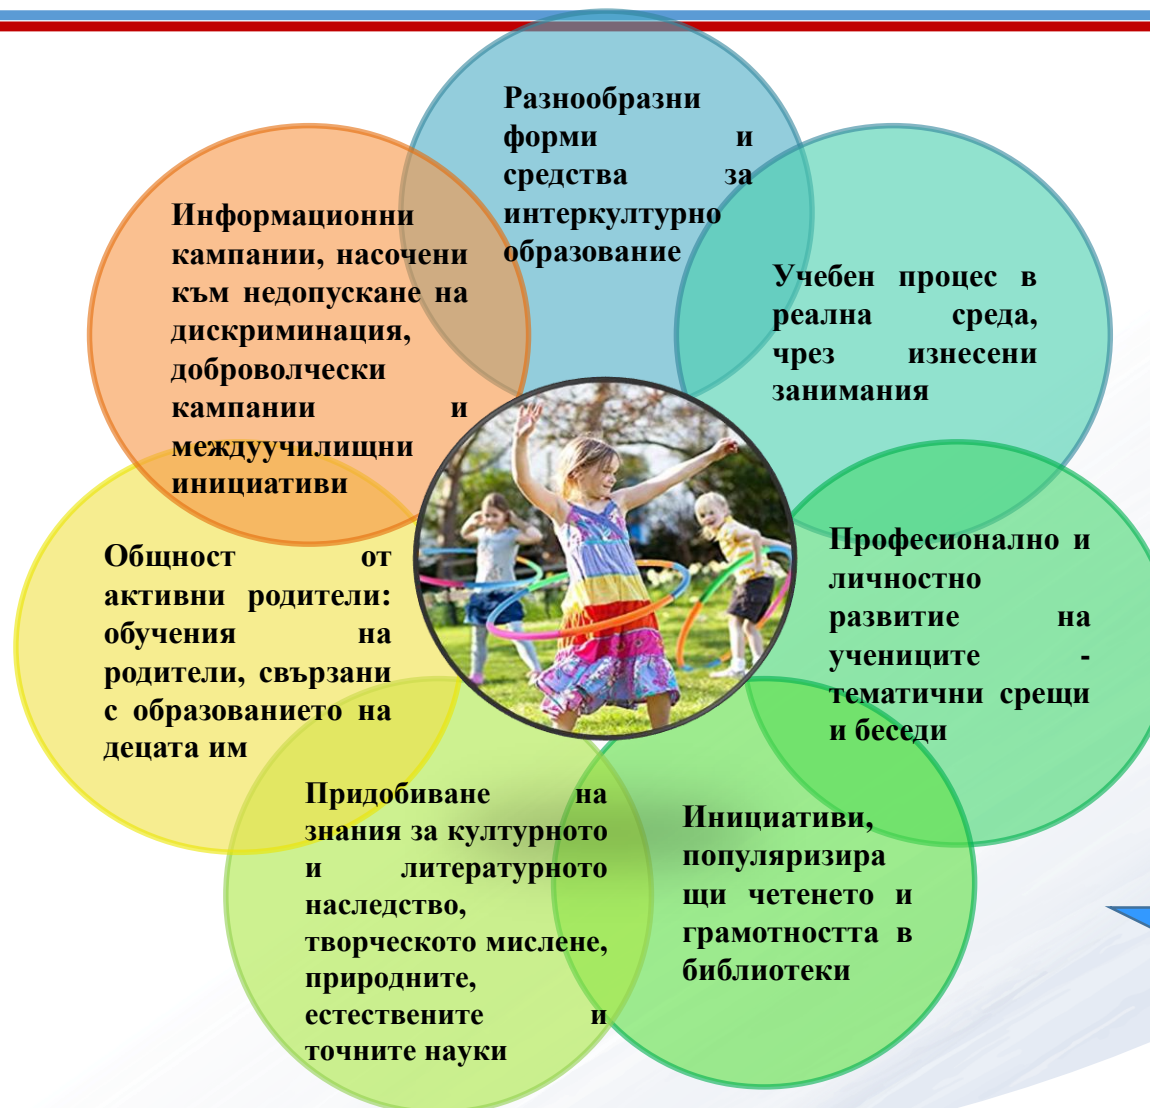 Разнообразни
форми и
средства за
интеркултурно
образование
Учебен процес в
реална среда,
чрез изнесени
занимания
Професионално и
личностно
развитие на
учениците -
тематични срещи
и беседи
Инициативи,
популяризира
щи четенето и
грамотността в
библиотеки
Придобиване на
знания за културното
и литературното
наследство,
творческото мислене,
природните,
естествените и
точните науки
Общност от
активни родители:
обучения на
родители, свързани
с образованието на
децата им
Информационни
кампании, насочени
към недопускане на
дискриминация,
доброволчески
кампании и
междуучилищни
инициативи